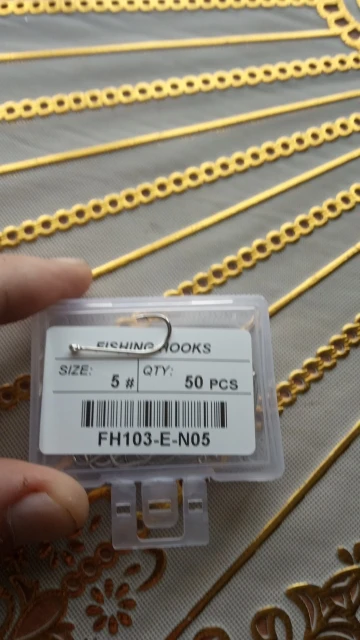 FISHING HOOKS
SIZE: 5 # QTY: 50 PCS
FH103-E-N05